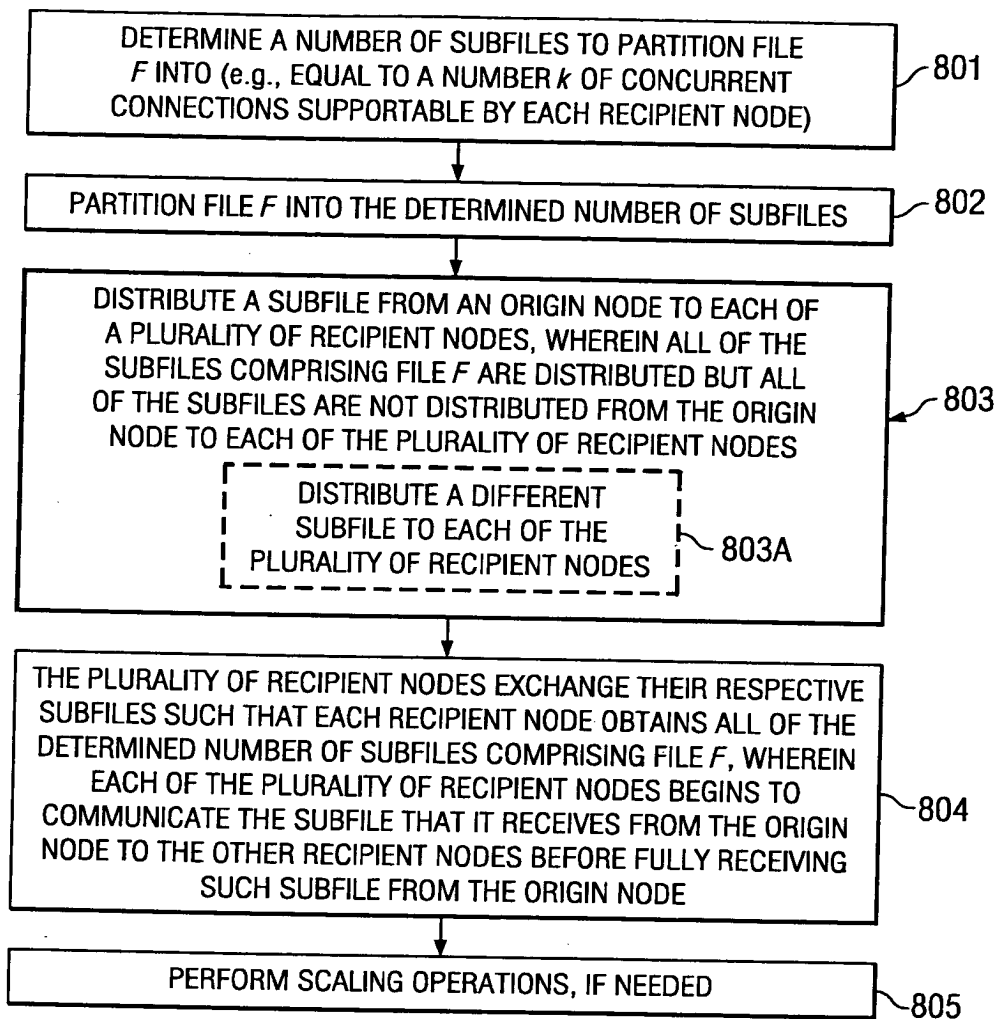 DETERMINE A NUMBER OF SUBFILES TO PARTITION FILE
F INTO (e.g., EQUAL TO A NUMBER k OF CONCURRENT
CONNECTIONS SUPPORTABLE BY EACH RECIPIENT NODE)
801
PARTITION FILE F INTO THE DETERMINED NUMBER OF SUBFILES
802
DISTRIBUTE A SUBFILE FROM AN ORIGIN NODE TO EACH OF
A PLURALITY OF RECIPIENT NODES, WHEREIN ALL OF THE
SUBFILES COMPRISING FILE F ARE DISTRIBUTED BUT ALL
OF THE SUBFILES ARE NOT DISTRIBUTED FROM THE ORIGIN
NODE TO EACH OF THE PLURALITY OF RECIPIENT NODES
803
DISTRIBUTE A DIFFERENT
SUBFILE TO EACH OF THE
PLURALITY OF RECIPIENT NODES
803A
THE PLURALITY OF RECIPIENT NODES EXCHANGE THEIR RESPECTIVE
SUBFILES SUCH THAT EACH RECIPIENT NODE OBTAINS ALL OF THE
DETERMINED NUMBER OF SUBFILES COMPRISING FILE F, WHEREIN
EACH OF THE PLURALITY OF RECIPIENT NODES BEGINS TO
COMMUNICATE THE SUBFILE THAT IT RECEIVES FROM THE ORIGIN
NODE TO THE OTHER RECIPIENT NODES BEFORE FULLY RECEIVING
SUCH SUBFILE FROM THE ORIGIN NODE
804
PERFORM SCALING OPERATIONS, IF NEEDED
805